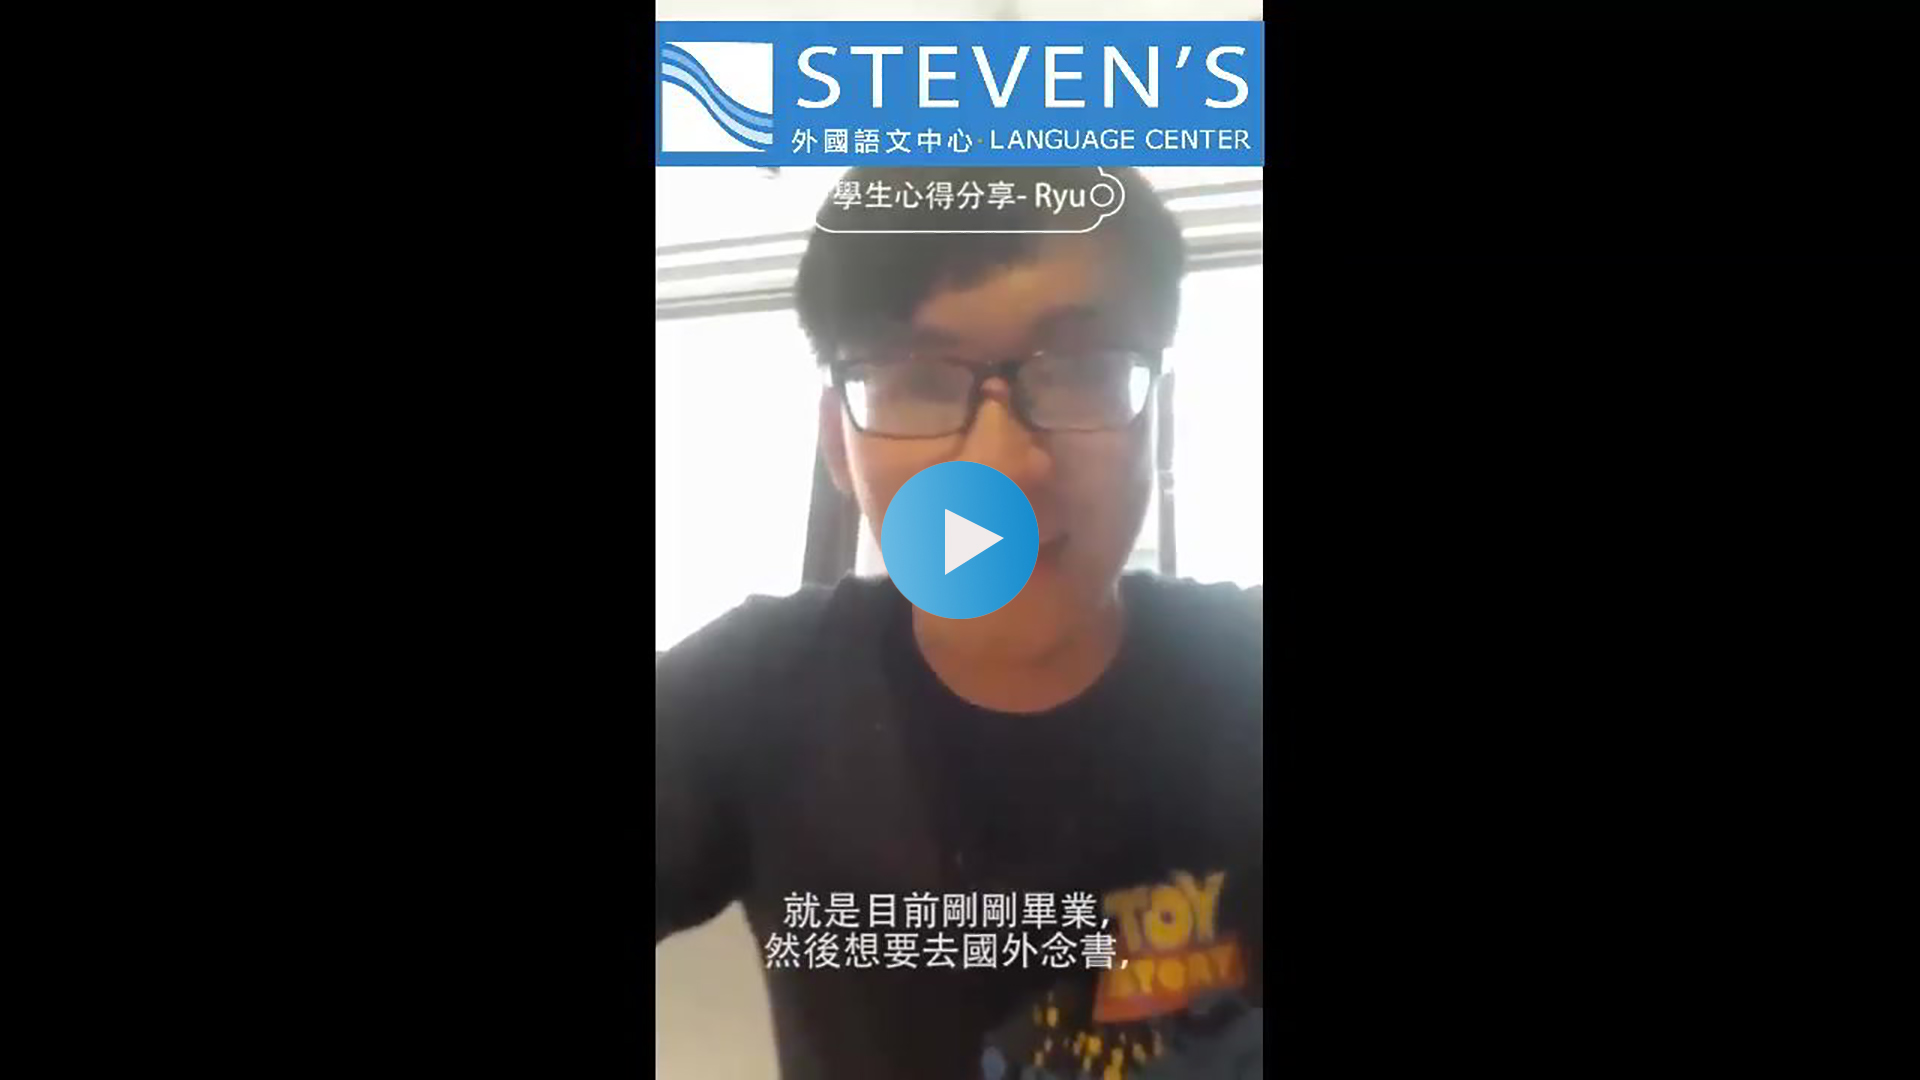 STEVEN'S
外國語文中心·LANGUAGE CENTER
學生心得分享- Ryu
就是目前剛剛畢業,
然後想要去國外念書,
TOY
STORY